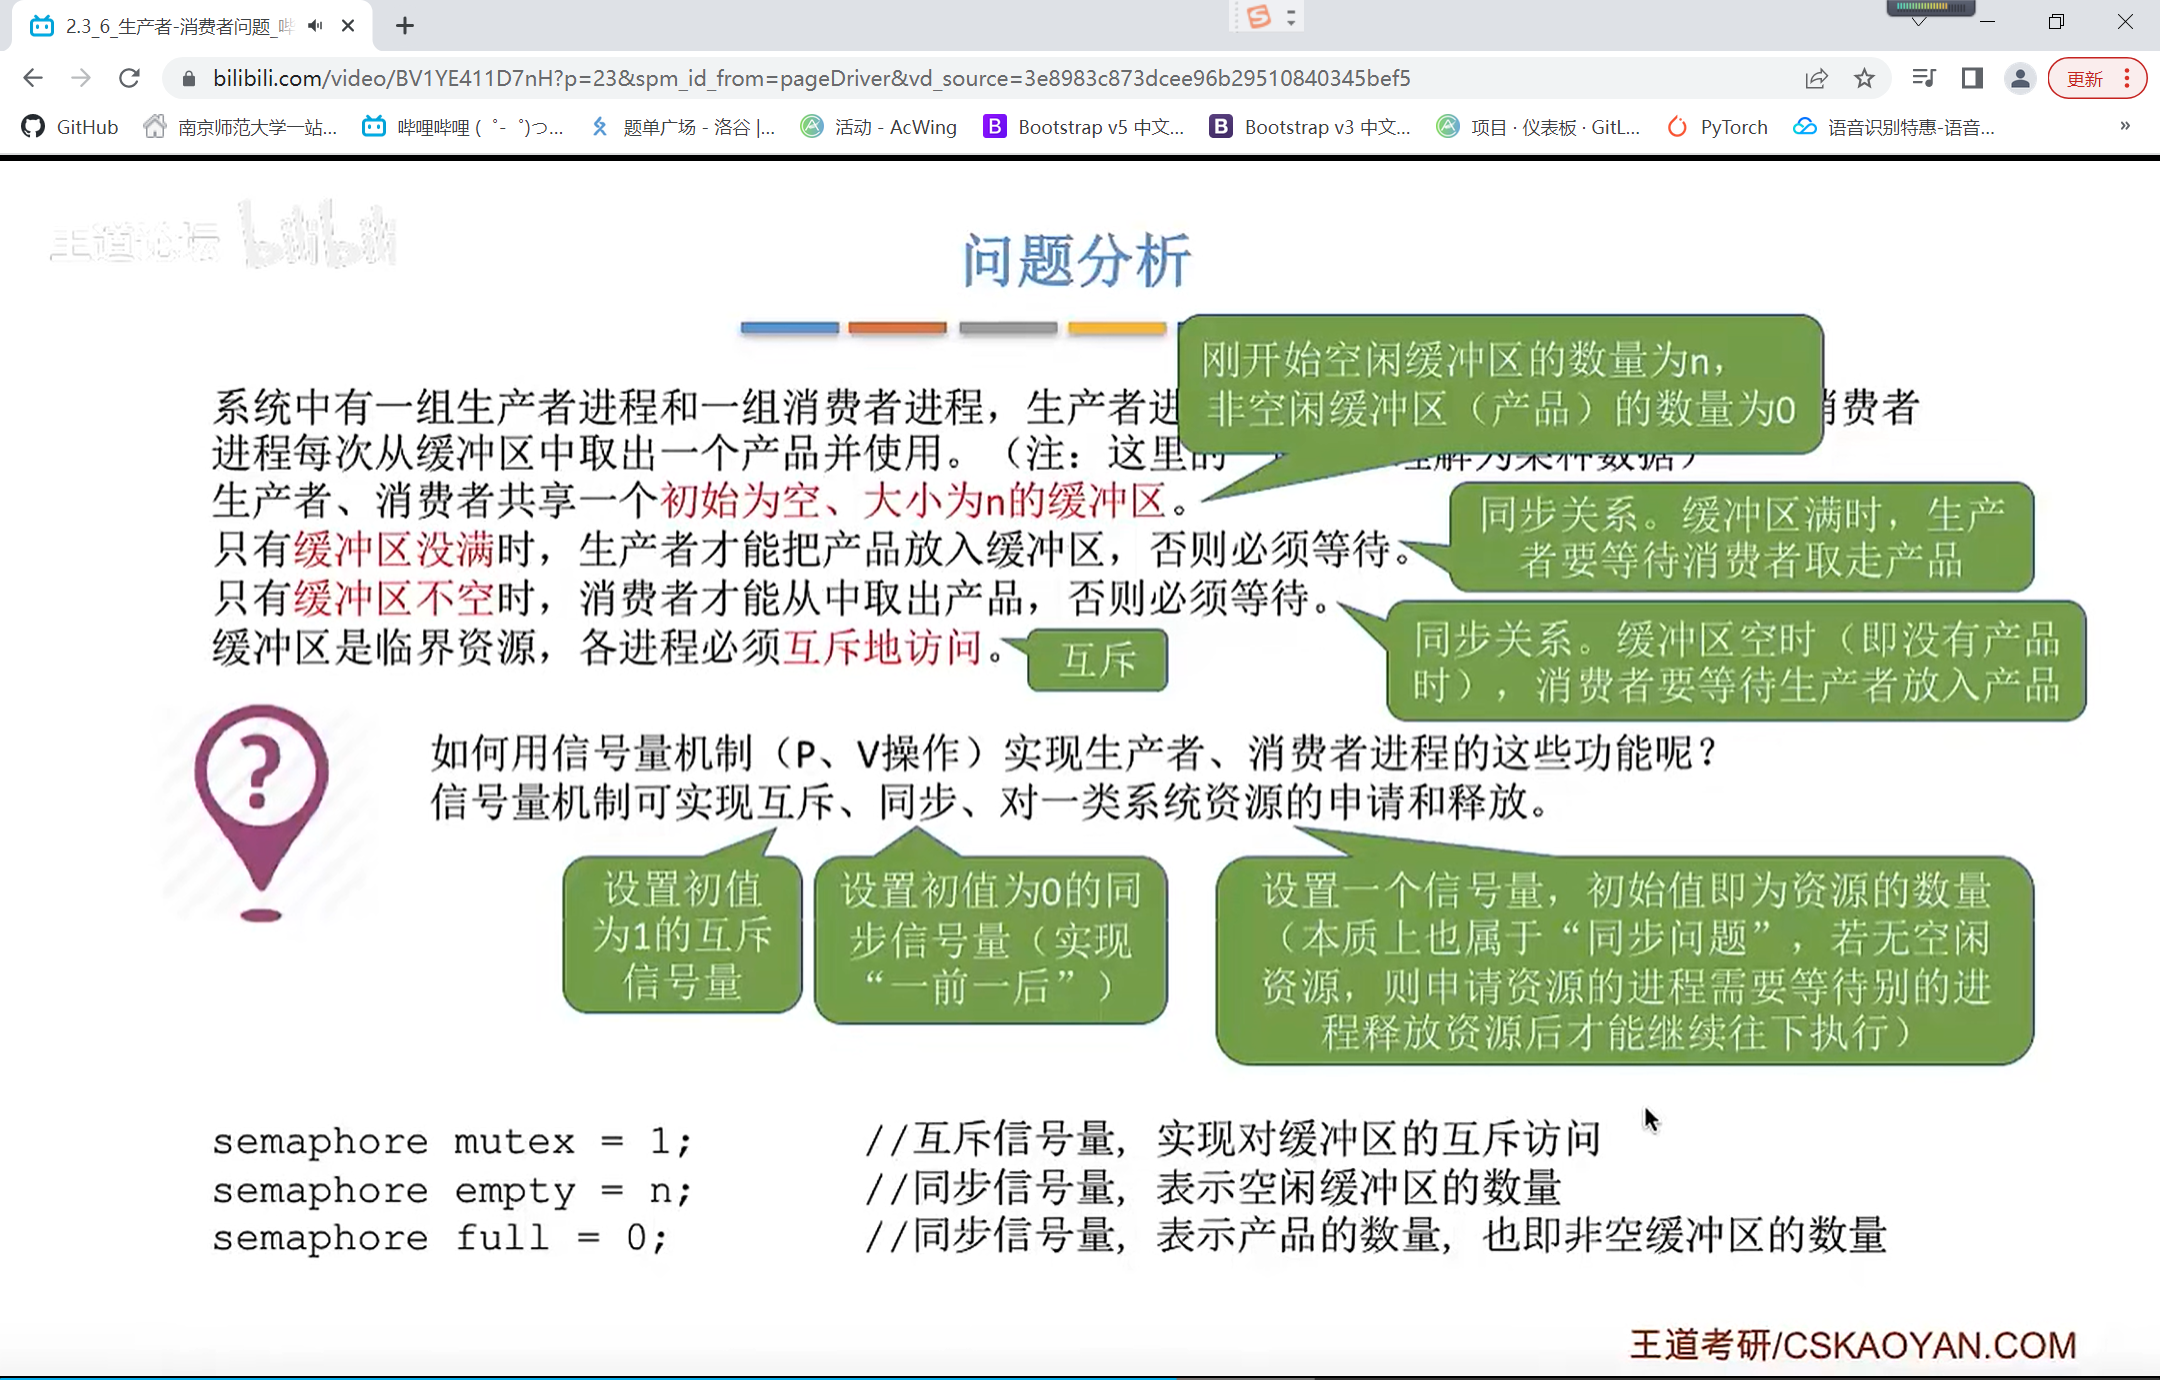 2.3_6_生产者-消费者问题_哔
bilibili.com/video/BV1YE411D7nH?p=23&spm_id_from=pageDriver&vd_source=3e8983c873dcee96b29510840345bef5
更新
GitHub
南京师范大学一站...
哔哩哔哩 (゜-゜)つ...
题单广场 - 洛谷 |...
活动 - AcWing
Bootstrap v5 中文...
Bootstrap v3 中文...
项目 · 仪表板 · GitL...
PyTorch
语音识别特惠-语音...
»
王道论坛 bilibili
问题分析
刚开始空闲缓冲区的数量为n，
非空闲缓冲区（产品）的数量为0
系统中有一组生产者进程和一组消费者进程，生产者进
消费者
进程每次从缓冲区中取出一个产品并使用。（注：这里的
理解为某种数据）
生产者、消费者共享一个初始为空、大小为n的缓冲区。
只有缓冲区没满时，生产者才能把产品放入缓冲区，否则必须等待。
同步关系。缓冲区满时，生产
者要等待消费者取走产品
只有缓冲区不空时，消费者才能从中取出产品，否则必须等待。
同步关系。缓冲区空时（即没有产品
时），消费者要等待生产者放入产品
缓冲区是临界资源，各进程必须互斥地访问。
互斥
?
如何用信号量机制（P、V操作）实现生产者、消费者进程的这些功能呢？
信号量机制可实现互斥、同步、对一类系统资源的申请和释放。
设置初值
为1的互斥
信号量
设置初值为0的同
步信号量（实现
“一前一后”）
设置一个信号量，初始值即为资源的数量
（本质上也属于“同步问题”，若无空闲
资源，则申请资源的进程需要等待别的进
程释放资源后才能继续往下执行）
semaphore mutex = 1; //互斥信号量，实现对缓冲区的互斥访问
semaphore empty = n; //同步信号量，表示空闲缓冲区的数量
semaphore full = 0; //同步信号量，表示产品的数量，也即非空缓冲区的数量
王道考研/CSKAOYAN.COM